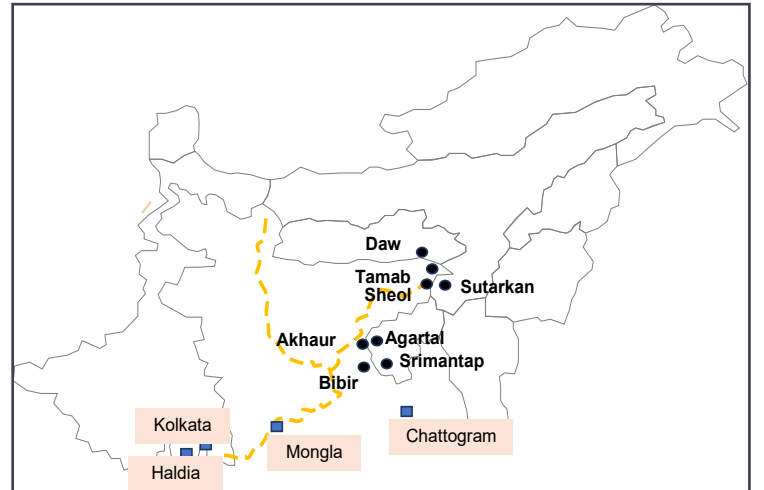 Daw
Tamab
Sheol
Sutarkan
Akhaur
Agartal
Srimantap
Bibir
Kolkata
Chattogram
Mongla
Haldia